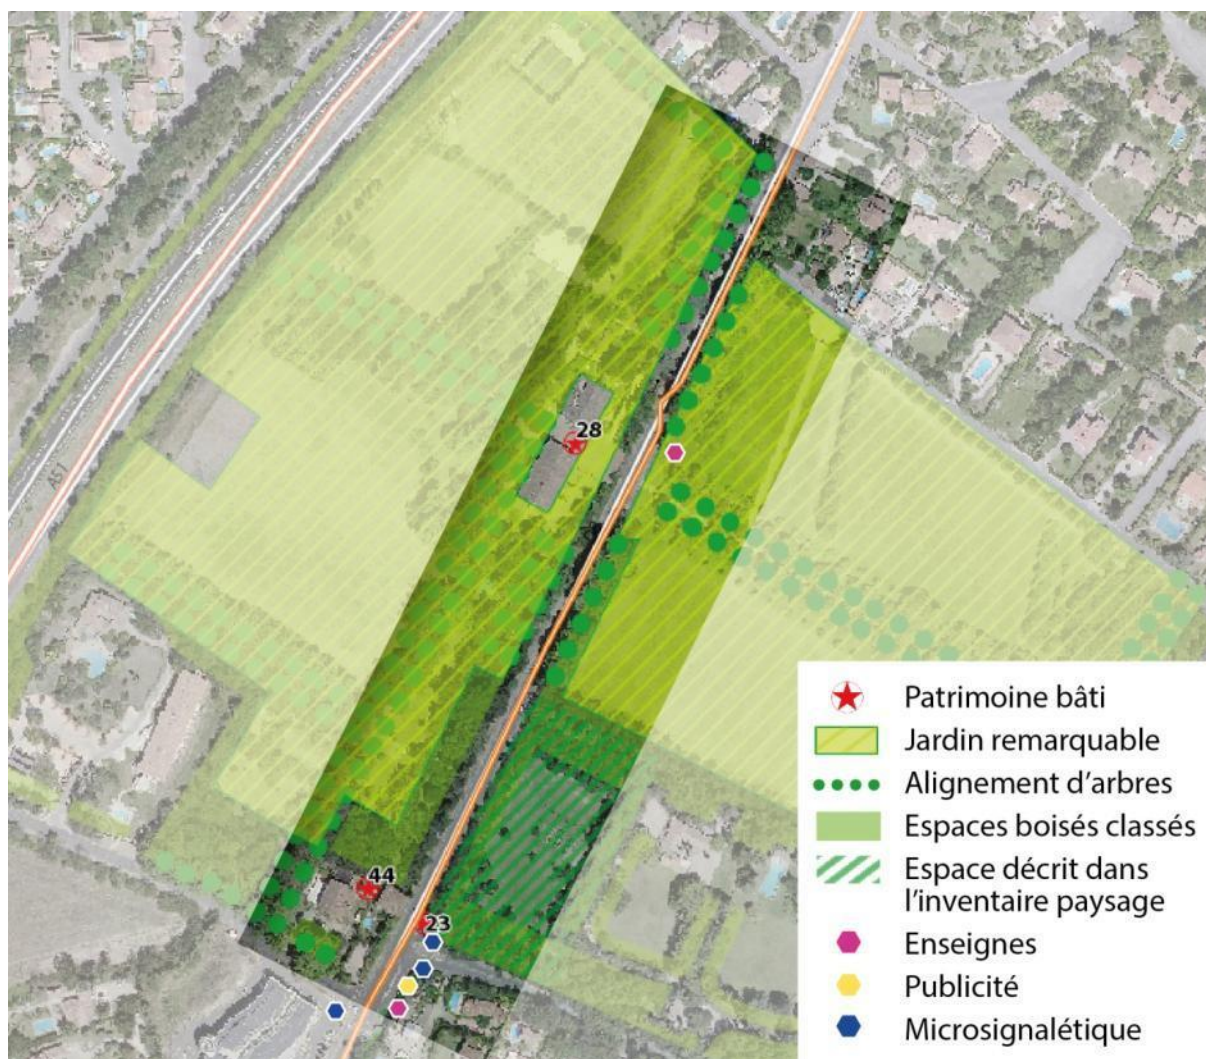 28
A51
44
23
Patrimoine bâti
Jardin remarquable
Alignement d'arbres
Espaces boisés classés
Espace décrit dans
l'inventaire paysage
Enseignes
Publicité
Microsignalétique